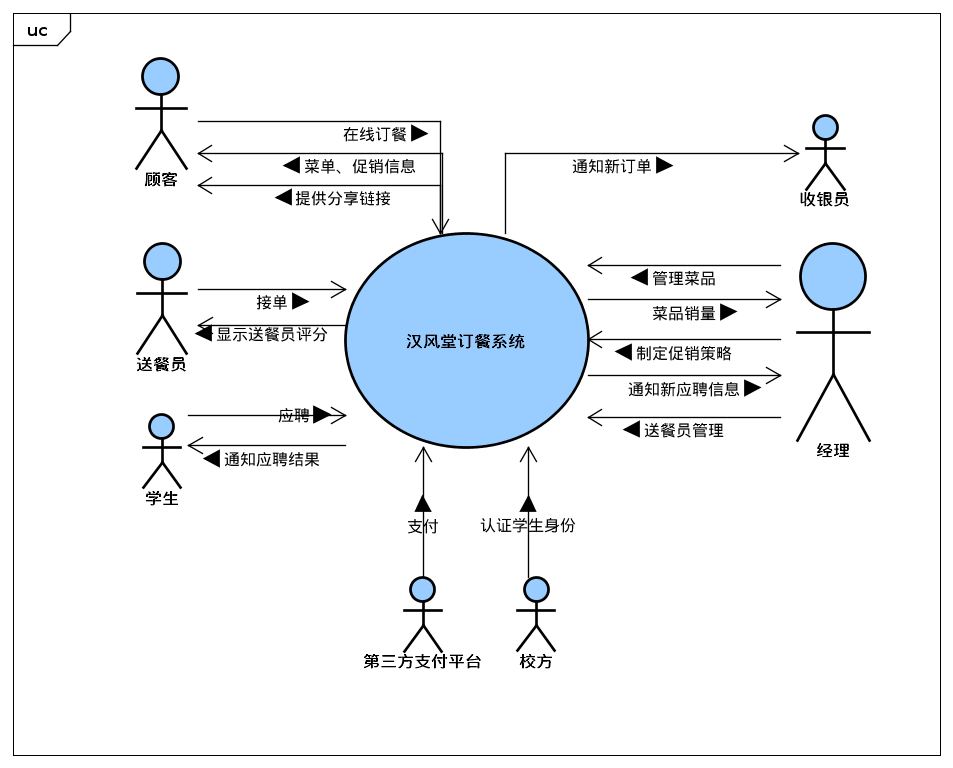 uc
在线订餐
菜单、促销信息
提供分享链接
顾客
通知新订单
收银员
接单
显示送餐员评分
送餐员
汉风堂订餐系统
管理菜品
菜品销量
制定促销策略
通知新应聘信息
送餐员管理
经理
应聘
通知应聘结果
学生
支付
认证学生身份
第三方支付平台
校方